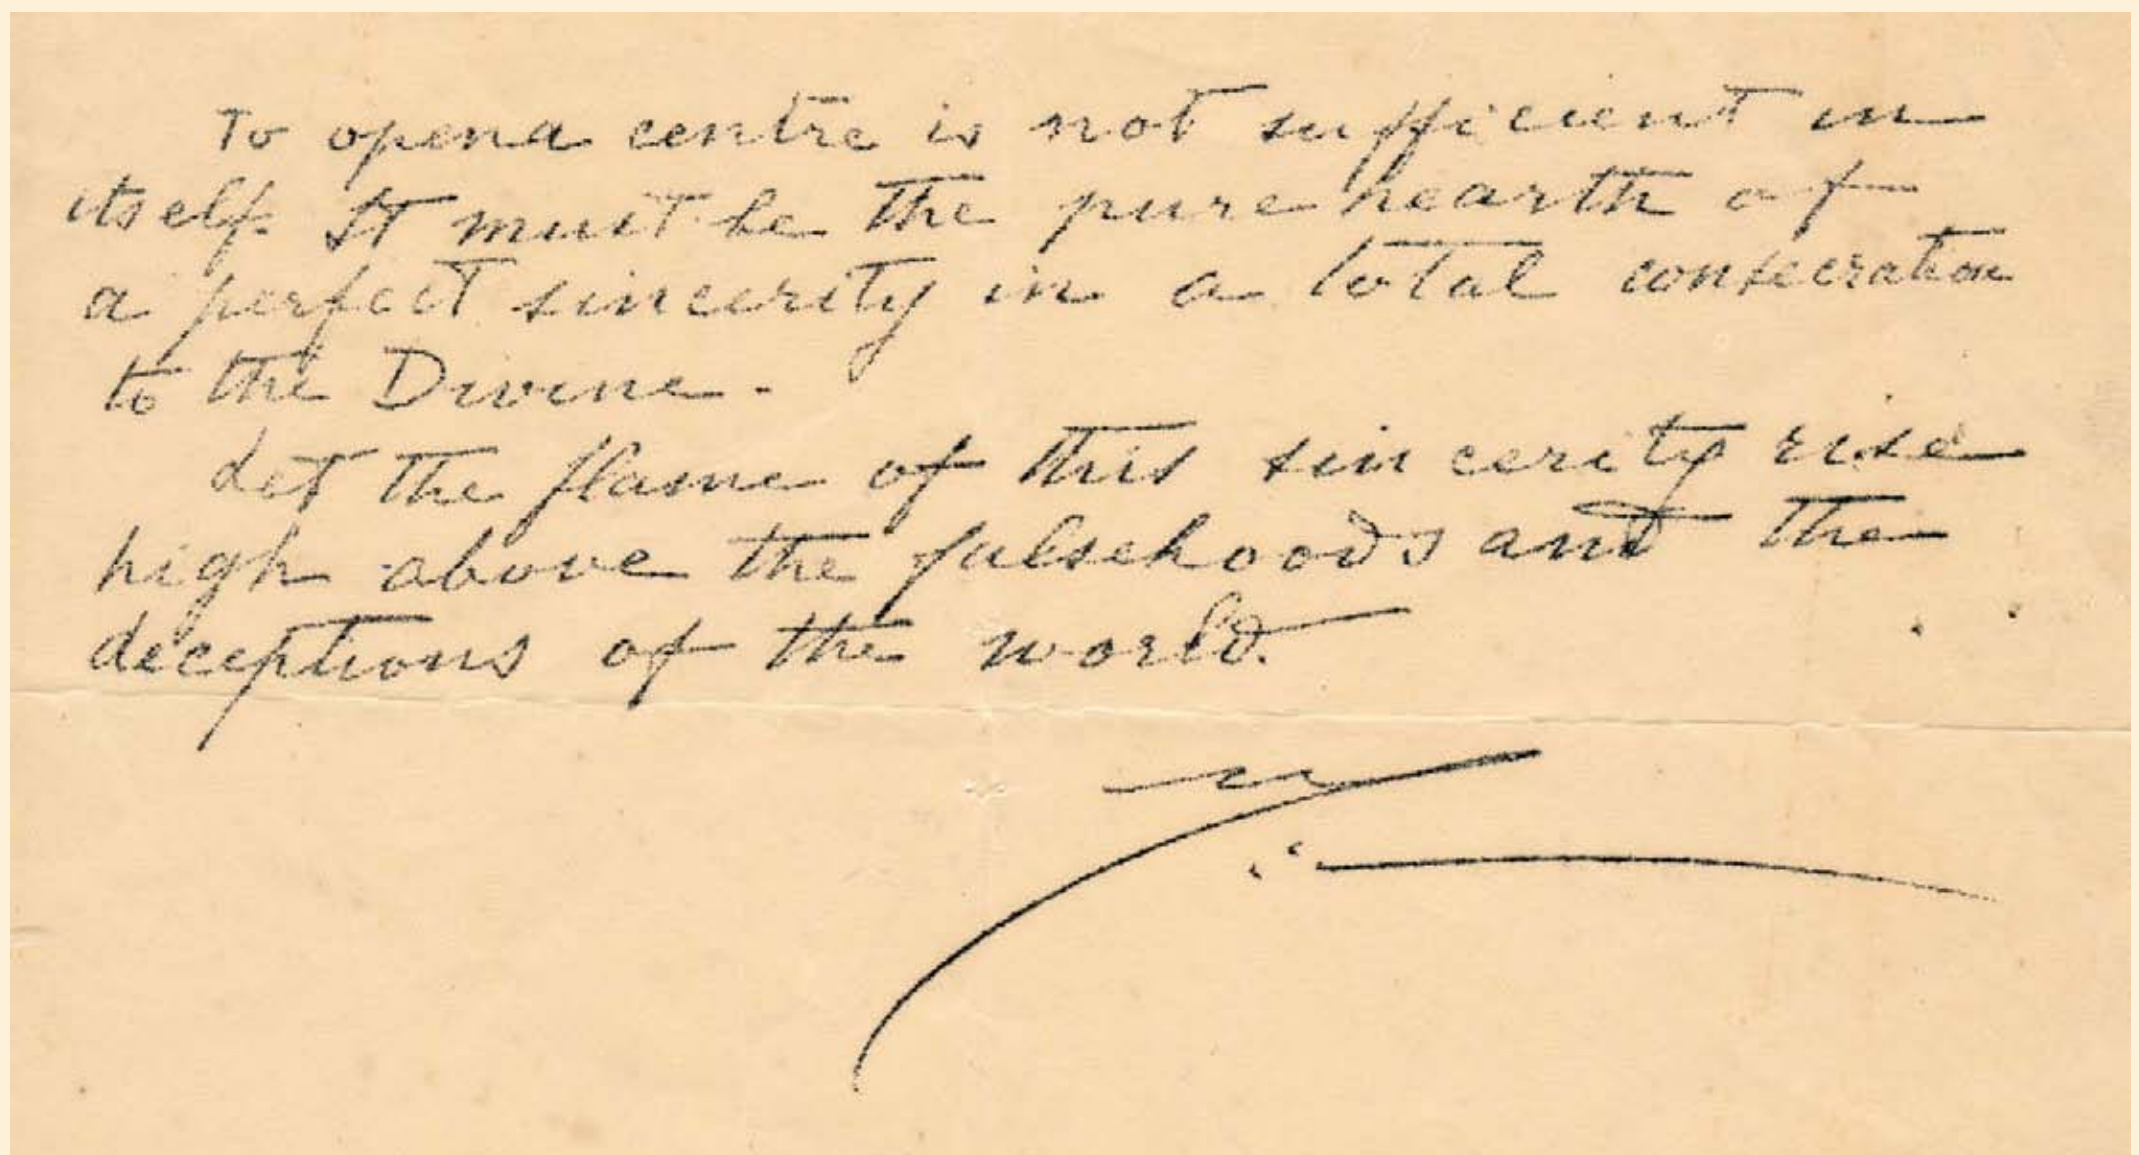 To open a centre is not sufficient in
itself. It must be the pure hearth of
a perfect sincerity in a total consecration
to the Divine.
Let the flame of this sincerity rise
high above the falsehoods and the
deceptions of the world.